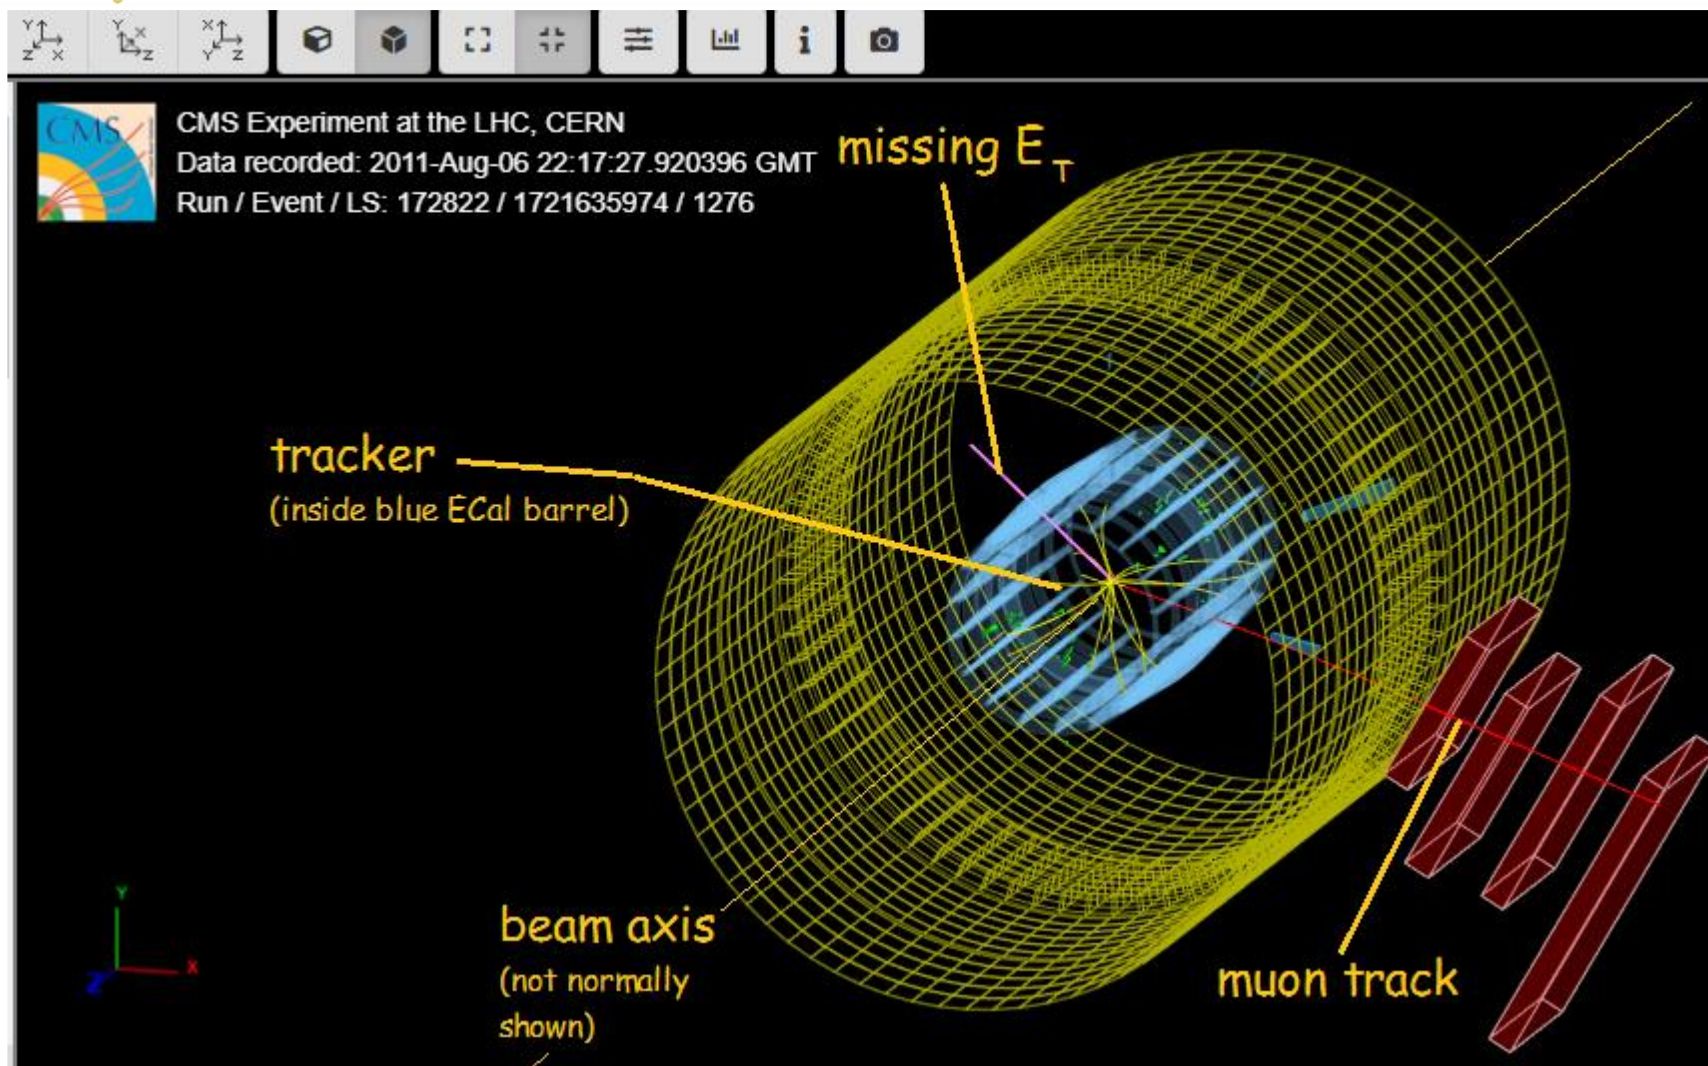 Y X Z
Y X Z
X Y Z
i
CMS
CMS Experiment at the LHC, CERN
Data recorded: 2011-Aug-06 22:17:27.920396 GMT
Run / Event / LS: 172822 / 1721635974 / 1276
missing E_T
tracker
(inside blue ECal barrel)
beam axis
(not normally
shown)
muon track
Y
X
Z